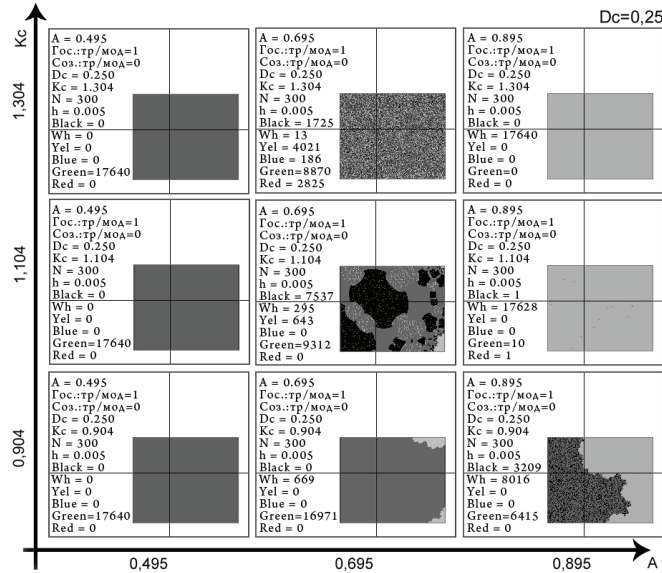 Dc=0,25
Kc
1,304
A = 0.495
Гос.:тр/мод=1
Соз.:тр/мод=0
Dc = 0.250
Kc = 1.304
N = 300
h = 0.005
Black = 0
Wh = 0
Yel = 0
Blue = 0
Green=17640
Red = 0
A = 0.695
Гос.:тр/мод=1
Соз.:тр/мод=0
Dc = 0.250
Kc = 1.304
N = 300
h = 0.005
Black = 1725
Wh = 13
Yel = 4021
Blue = 186
Green=8870
Red = 2825
A = 0.895
Гос.:тр/мод=1
Соз.:тр/мод=0
Dc = 0.250
Kc = 1.304
N = 300
h = 0.005
Black = 0
Wh = 17640
Yel = 0
Blue = 0
Green=0
Red = 0
1,104
A = 0.495
Гос.:тр/мод=1
Соз.:тр/мод=0
Dc = 0.250
Kc = 1.104
N = 300
h = 0.005
Black = 0
Wh = 0
Yel = 0
Blue = 0
Green=17640
Red = 0
A = 0.695
Гос.:тр/мод=1
Соз.:тр/мод=0
Dc = 0.250
Kc = 1.104
N = 300
h = 0.005
Black = 7537
Wh = 295
Yel = 643
Blue = 0
Green=9312
Red = 0
A = 0.895
Гос.:тр/мод=1
Соз.:тр/мод=0
Dc = 0.250
Kc = 1.104
N = 300
h = 0.005
Black = 1
Wh = 17628
Yel = 0
Blue = 0
Green=10
Red = 1
0,904
A = 0.495
Гос.:тр/мод=1
Соз.:тр/мод=0
Dc = 0.250
Kc = 0.904
N = 300
h = 0.005
Black = 0
Wh = 0
Yel = 0
Blue = 0
Green=17640
Red = 0
A = 0.695
Гос.:тр/мод=1
Соз.:тр/мод=0
Dc = 0.250
Kc = 0.904
N = 300
h = 0.005
Black = 0
Wh = 669
Yel = 0
Blue = 0
Green=16971
Red = 0
A = 0.895
Гос.:тр/мод=1
Соз.:тр/мод=0
Dc = 0.250
Kc = 0.904
N = 300
h = 0.005
Black = 3209
Wh = 8016
Yel = 0
Blue = 0
Green=6415
Red = 0
0,495
0,695
0,895
A